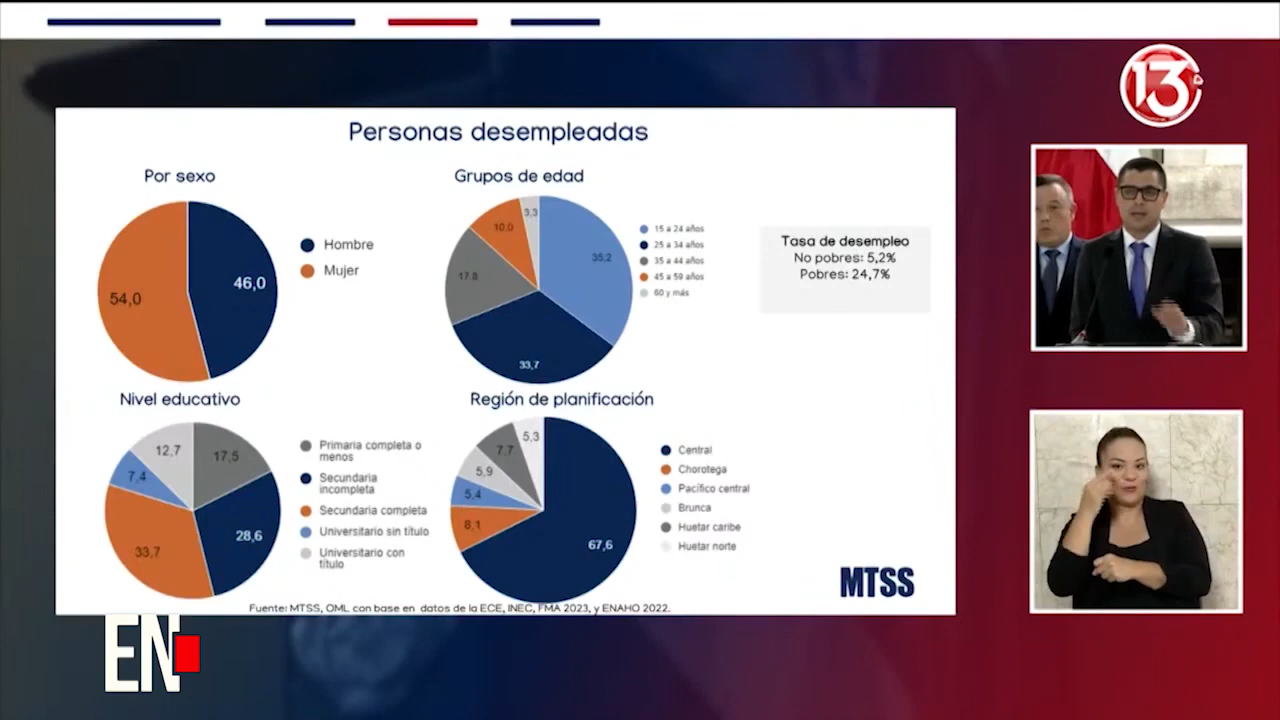 13
Personas desempleadas
Por sexo
54,0
46,0
Hombre
Mujer
Grupos de edad
3,3
10,0
35,2
17,8
33,7
15 a 24 años
25 a 34 años
35 a 44 años
45 a 59 años
60 y más
Tasa de desempleo
No pobres: 5,2%
Pobres: 24,7%
Nivel educativo
12,7
17,5
7,4
28,6
33,7
Primaria completa o
menos
Secundaria
incompleta
Secundaria completa
Universitario sin título
Universitario con
título
Región de planificación
5,3
7,7
5,9
5,4
8,1
67,6
Central
Chorotega
Pacífico central
Brunca
Huetar caribe
Huetar norte
MTSS
Fuente: MTSS, OML con base en datos de la ECE, INEC, FMA 2023, y ENAHO 2022.
EN